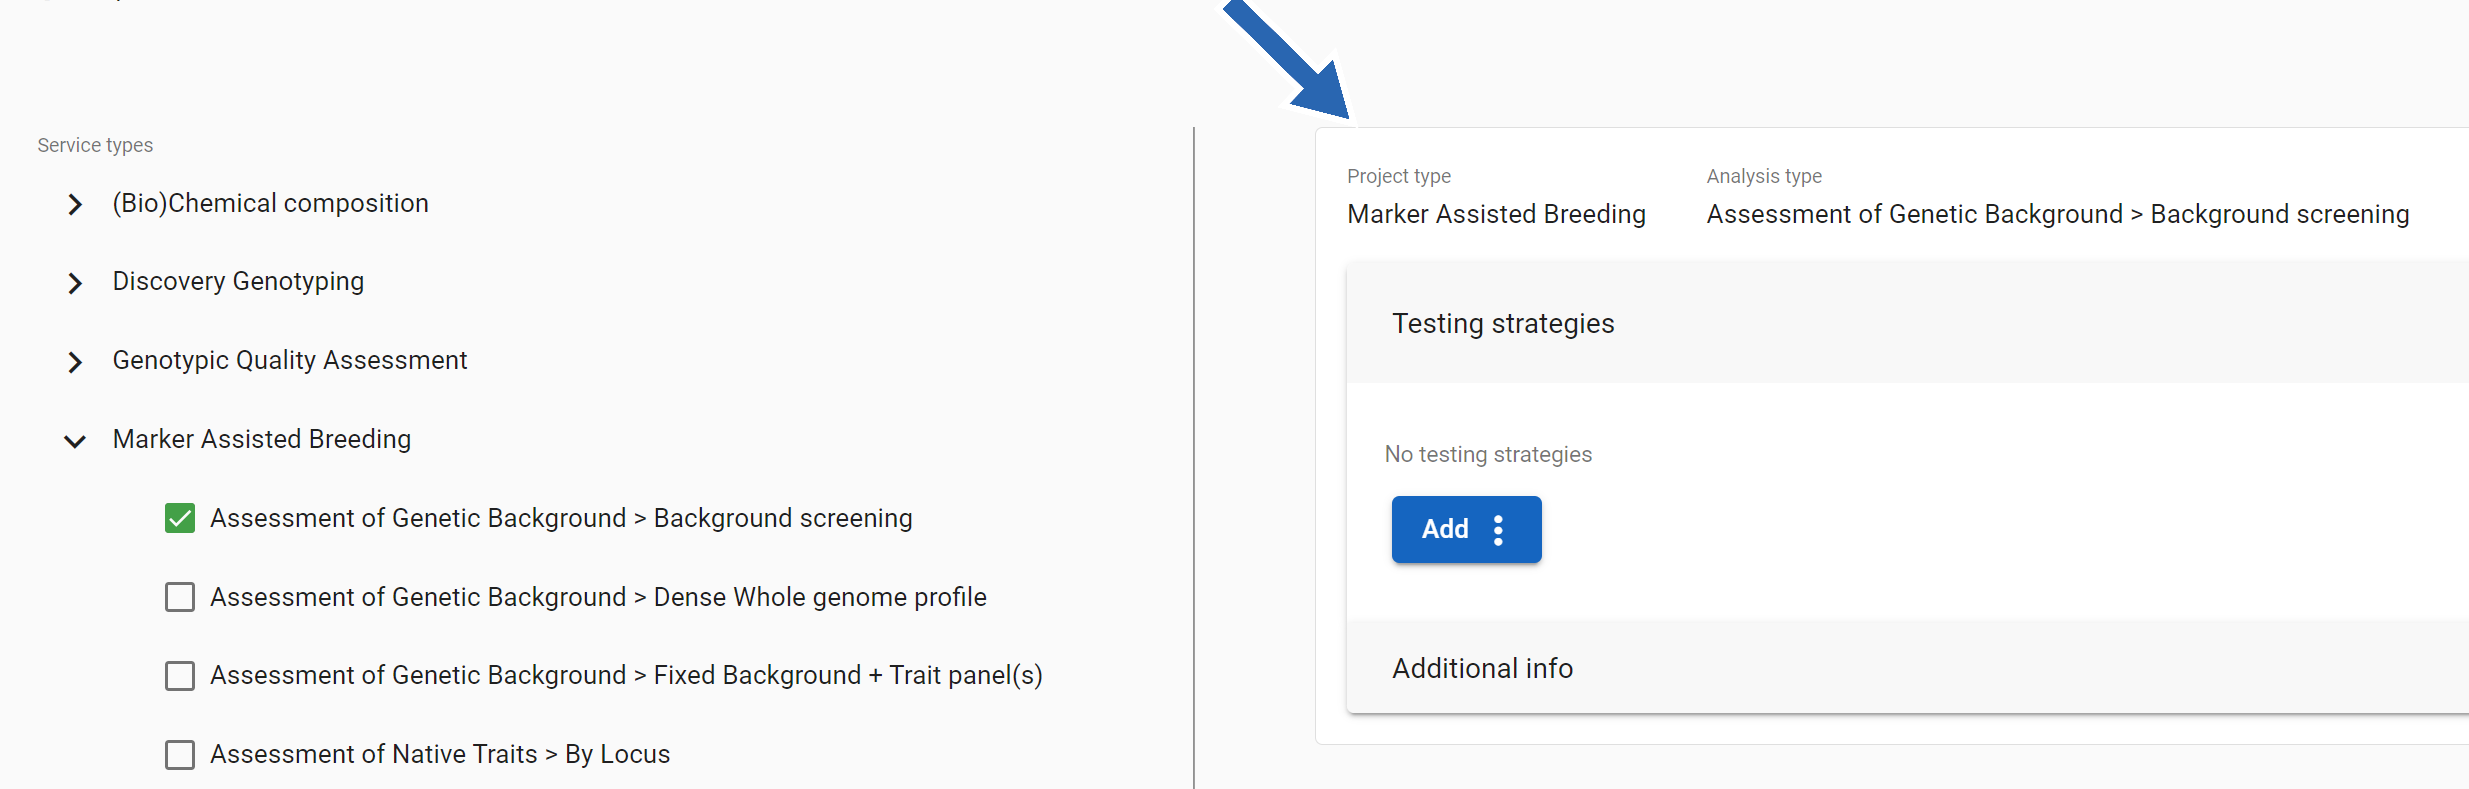 Service types
(Bio)Chemical composition
Discovery Genotyping
Genotypic Quality Assessment
Marker Assisted Breeding
Assessment of Genetic Background > Background screening
Assessment of Genetic Background > Dense Whole genome profile
Assessment of Genetic Background > Fixed Background + Trait panel(s)
Assessment of Native Traits > By Locus
Project type
Analysis type
Marker Assisted Breeding
Assessment of Genetic Background > Background screening
Testing strategies
No testing strategies
Add
Additional info